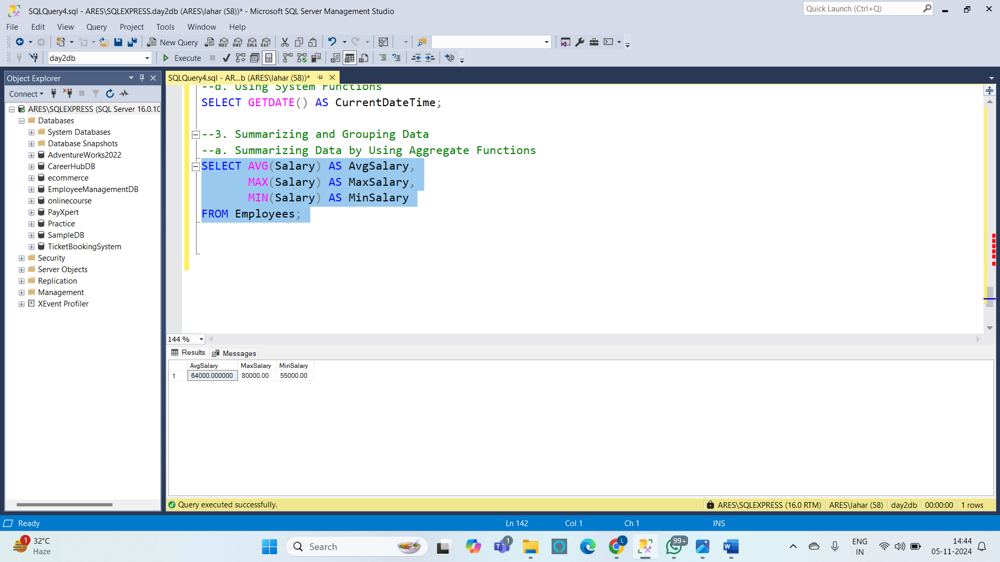 SQLQuery4.sql - ARES\SQLEXPRESS.day2db (ARES\lahar (58))* - Microsoft SQL Server Management Studio
Quick Launch (Ctrl+Q)
File Edit View Query Project Tools Window Help
New Query MDX DMX XMLA DAX
day2db Execute
Object Explorer
Connect
ARES\SQLEXPRESS (SQL Server 16.0.10
Databases
System Databases
Database Snapshots
AdventureWorks2022
CareerHubDB
ecommerce
EmployeeManagementDB
onlinecourse
PayXpert
Practice
SampleDB
TicketBookingSystem
Security
Server Objects
Replication
Management
XEvent Profiler
SQLQuery4.sql - AR...b (ARES\lahar (58))*
--d. Using System Functions
SELECT GETDATE() AS CurrentDateTime;
--3. Summarizing and Grouping Data
--a. Summarizing Data by Using Aggregate Functions
SELECT AVG(Salary) AS AvgSalary,
MAX(Salary) AS MaxSalary,
MIN(Salary) AS MinSalary
FROM Employees;
144 %
Results Messages
AvgSalary MaxSalary MinSalary
1 64000.000000 80000.00 55000.00
Query executed successfully.
ARES\SQLEXPRESS (16.0 RTM) ARES\lahar (58) day2db 00:00:00 1 rows
Ready Ln 142 Col 1 Ch 1 INS
1 32°C
Haze
Search
1
L
99+
ENG
IN
14:44
05-11-2024